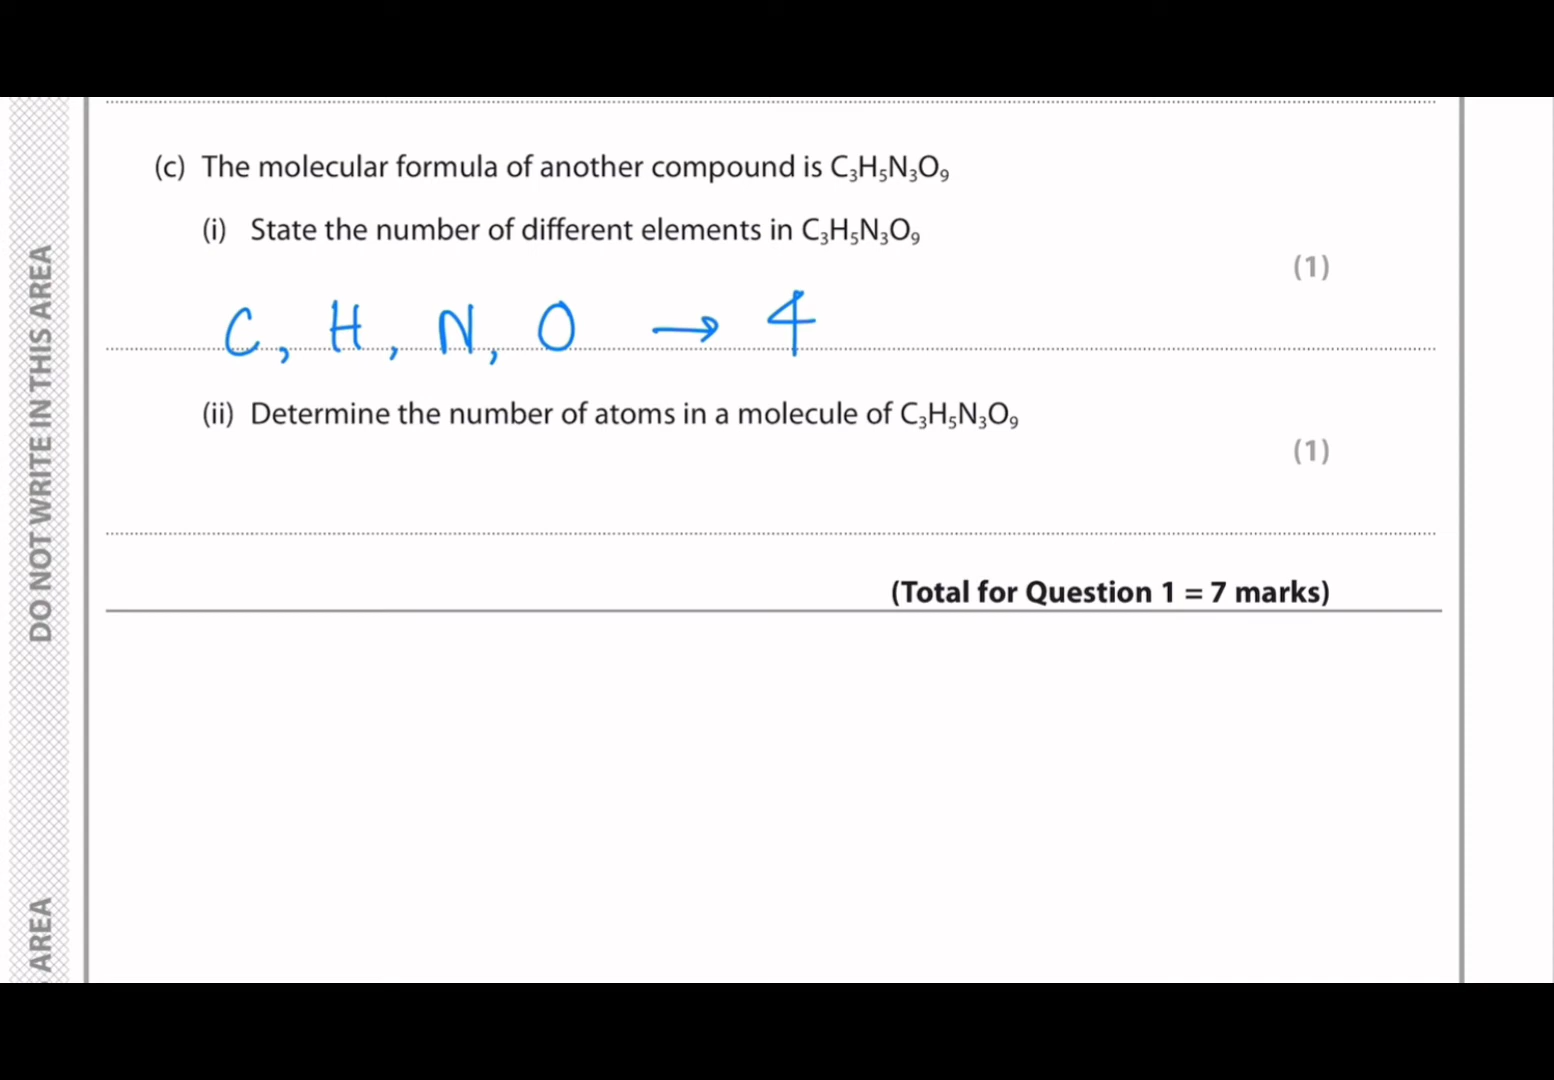 (c) The molecular formula of another compound is C₃H₅N₃O₉
(i) State the number of different elements in C₃H₅N₃O₉
(1)
C, H, N, O → 4
(ii) Determine the number of atoms in a molecule of C₃H₅N₃O₉
(1)
(Total for Question 1 = 7 marks)
DO NOT WRITE IN THIS AREA
AREA